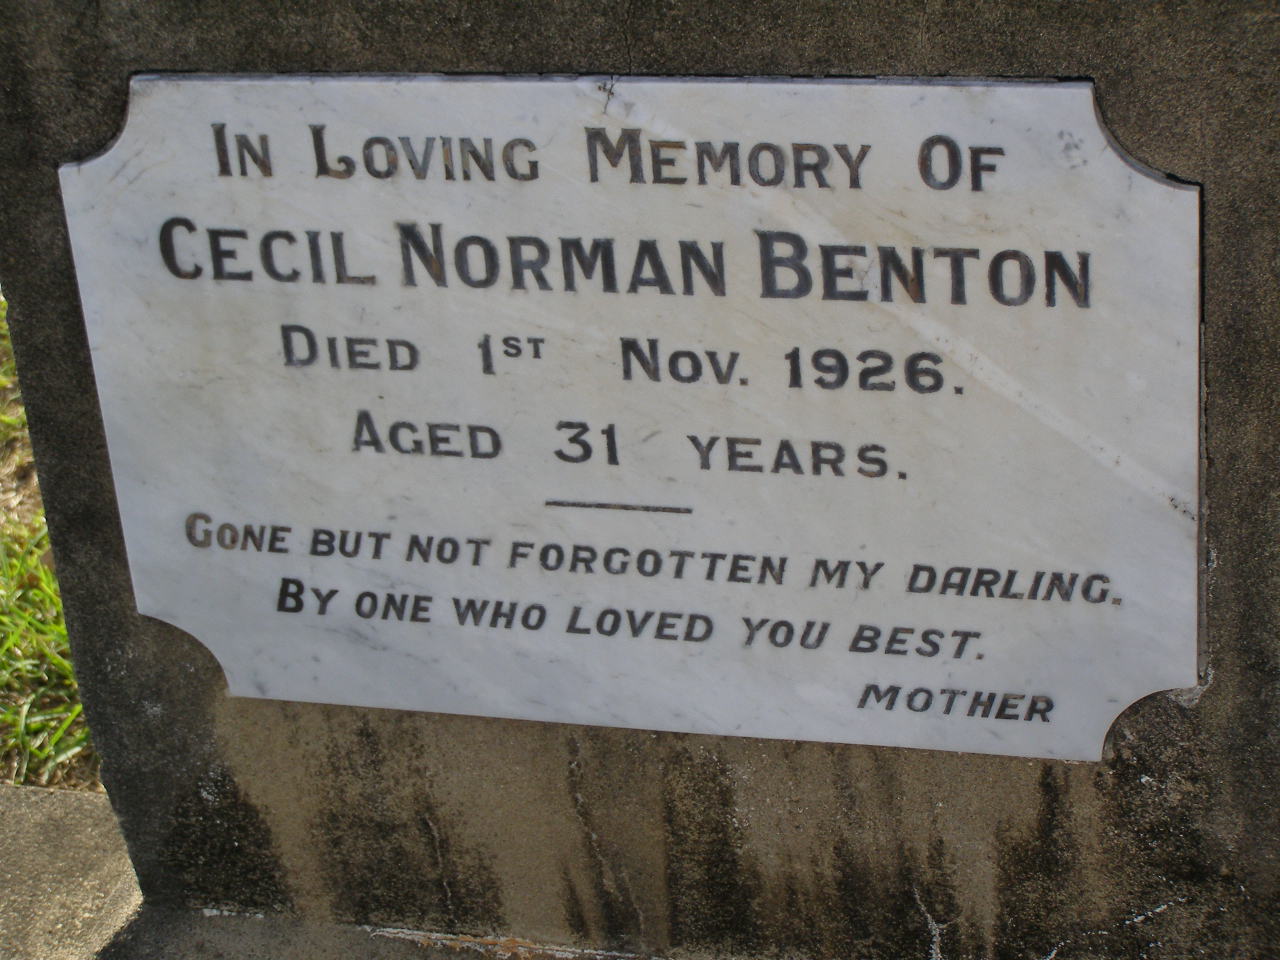 In Loving Memory Of
Cecil Norman Benton
Died 1st Nov. 1926.
Aged 31 years.
Gone but not forgotten my darling.
By one who loved you best.
Mother